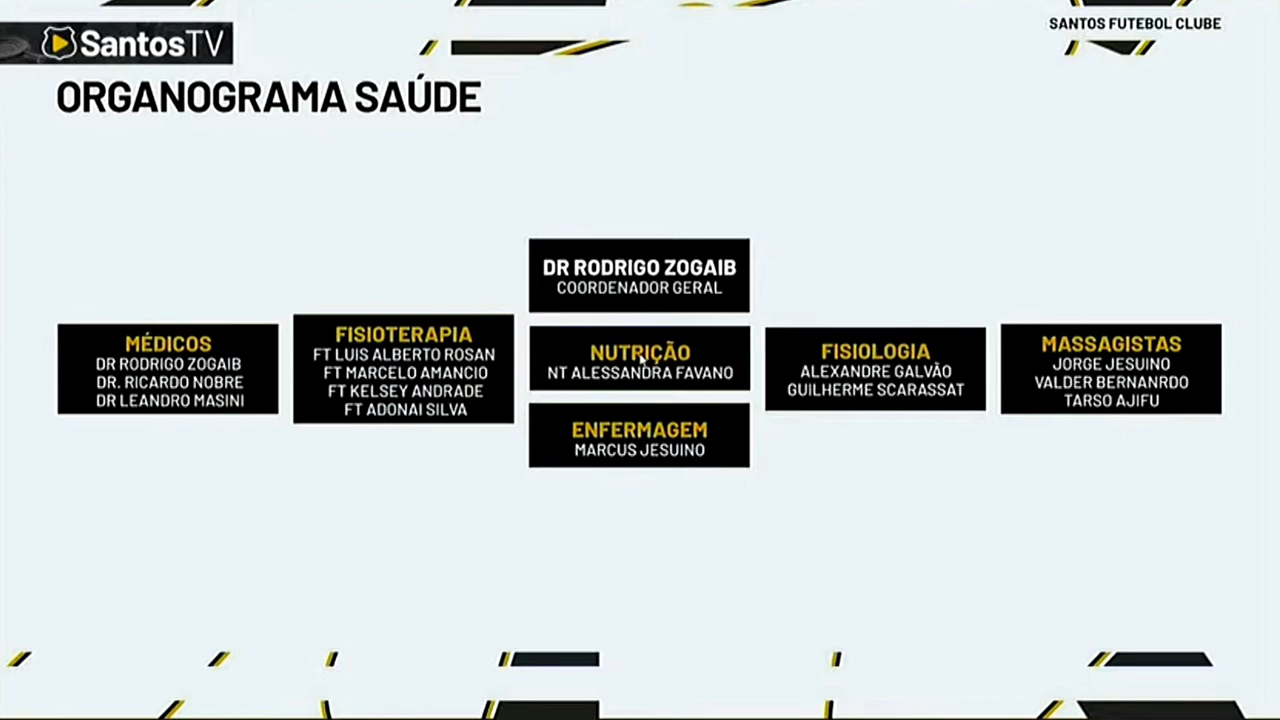 SantosTV
SANTOS FUTEBOL CLUBE
ORGANOGRAMA SAÚDE
DR RODRIGO ZOGAIB
COORDENADOR GERAL
MÉDICOS
DR RODRIGO ZOGAIB
DR. RICARDO NOBRE
DR LEANDRO MASINI
FISIOTERAPIA
FT LUIS ALBERTO ROSAN
FT MARCELO AMANCIO
FT KELSEY ANDRADE
FT ADONAI SILVA
NUTRIÇÃO
NT ALESSANDRA FAVANO
ENFERMAGEM
MARCUS JESUINO
FISIOLOGIA
ALEXANDRE GALVÃO
GUILHERME SCARASSAT
MASSAGISTAS
JORGE JESUINO
VALDER BERNANRDO
TARSO AJIFU